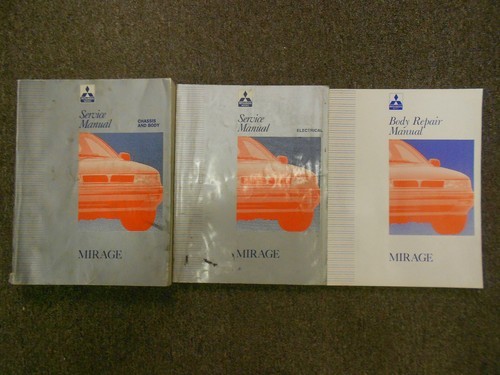 Service
Manual
CHASSIS
AND BODY
MIRAGE
Service
Manual
ELECTRICAL
MIRAGE
Body Repair
Manual
MIRAGE